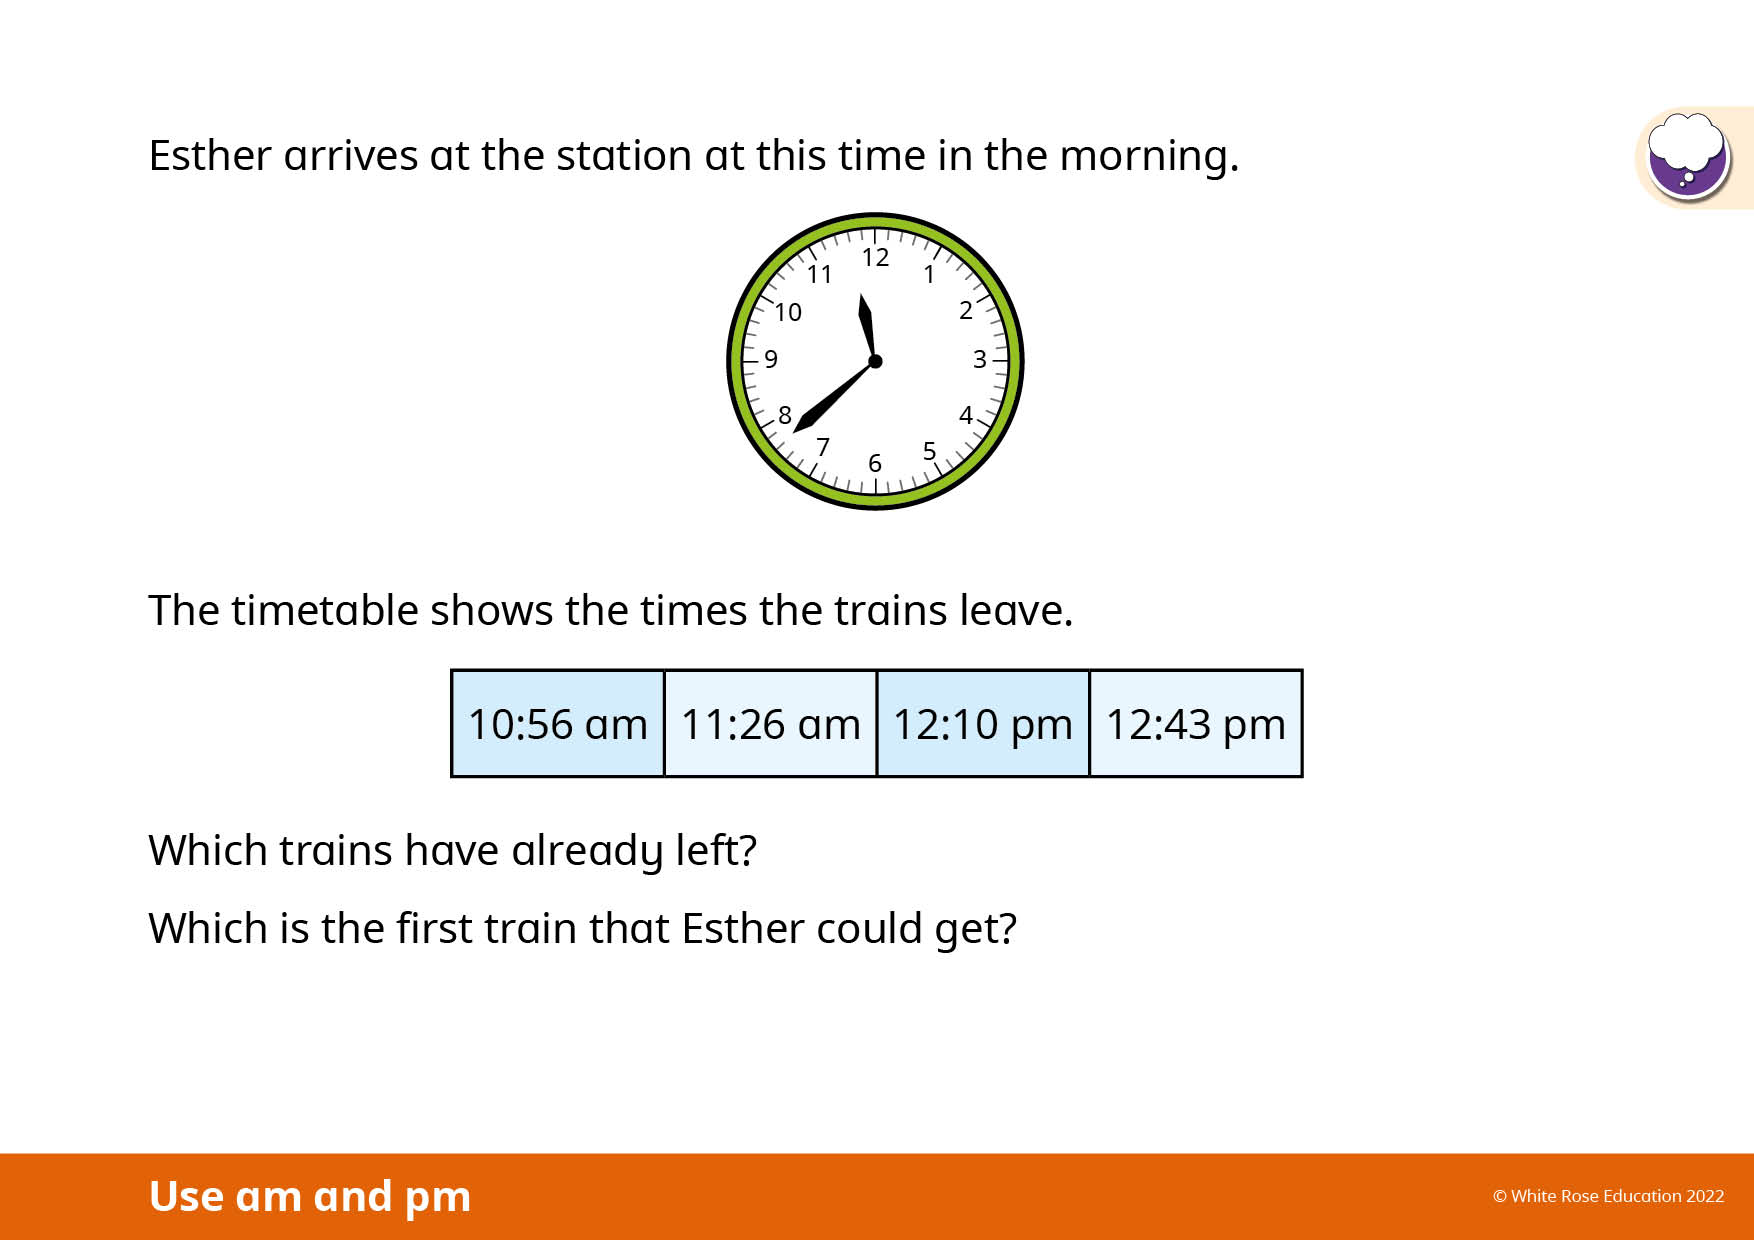 Esther arrives at the station at this time in the morning.
12
11
1
10
2
9
3
8
4
7
5
6
The timetable shows the times the trains leave.
10:56 am 11:26 am 12:10 pm 12:43 pm
Which trains have already left?
Which is the first train that Esther could get?
Use am and pm
© White Rose Education 2022